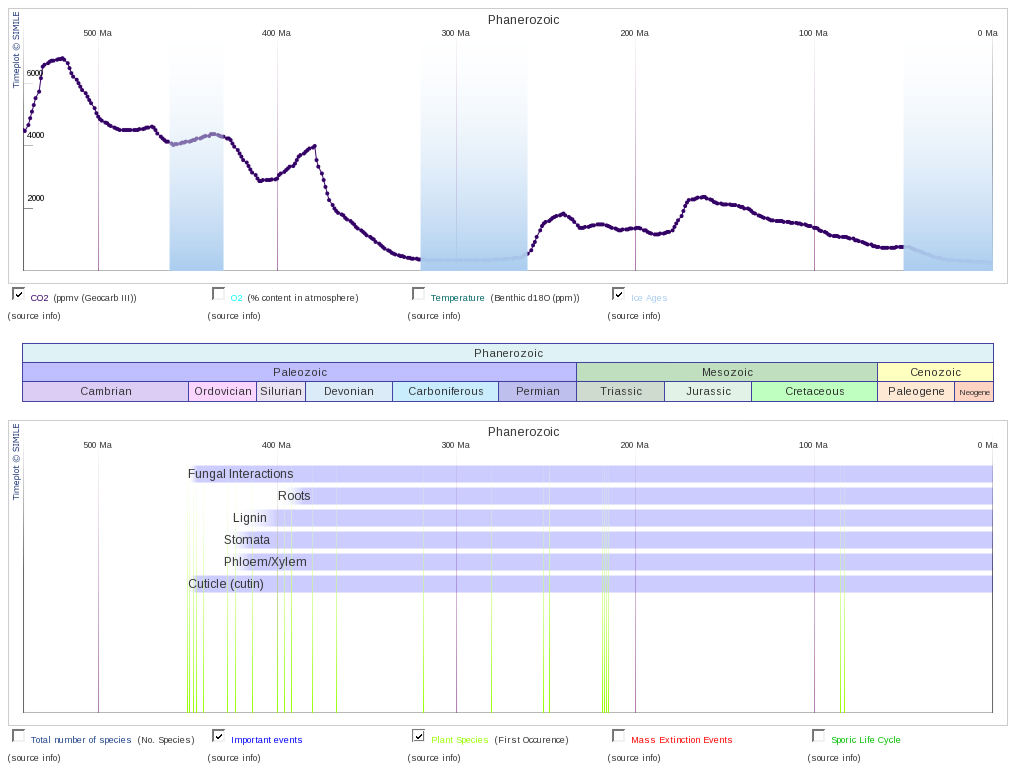 Phanerozoic
500 Ma 400 Ma 300 Ma 200 Ma 100 Ma 0 Ma
Timeplot © SIMILE
6000
4000
2000
CO2 (ppmv (Geocarb III)) O2 (% content in atmosphere) Temperature (Benthic d18O (ppm)) Ice Ages
(source info) (source info) (source info) (source info)
Phanerozoic
Paleozoic Mesozoic Cenozoic
Cambrian Ordovician Silurian Devonian Carboniferous Permian Triassic Jurassic Cretaceous Paleogene Neogene
Phanerozoic
500 Ma 400 Ma 300 Ma 200 Ma 100 Ma 0 Ma
Timeplot © SIMILE
Fungal Interactions
Roots
Lignin
Stomata
Phloem/Xylem
Cuticle (cutin)
Total number of species (No. Species) Important events Plant Species (First Occurence) Mass Extinction Events Sporic Life Cycle
(source info) (source info) (source info) (source info) (source info)